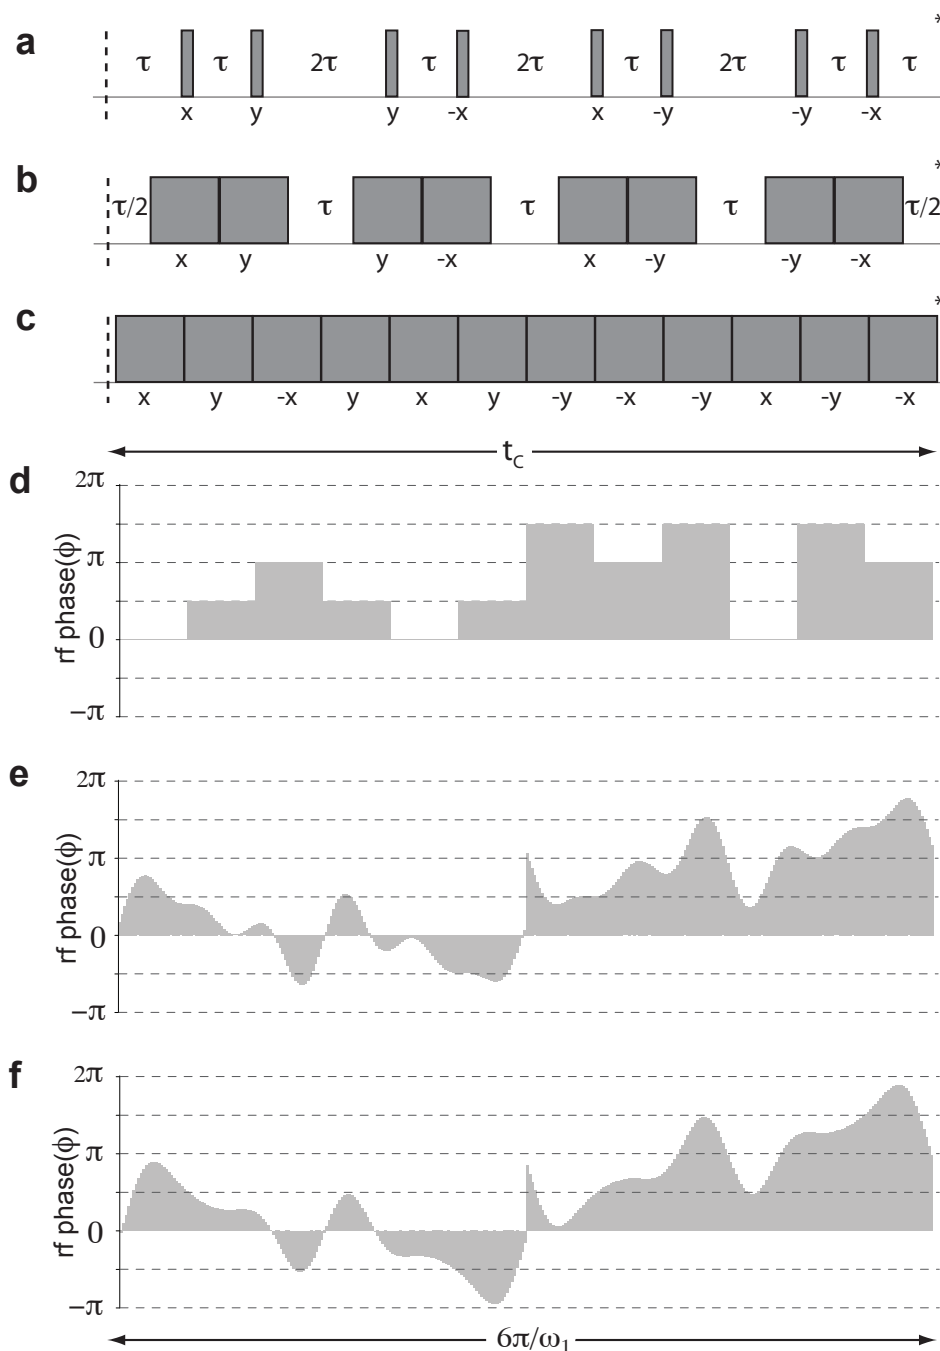 *
a τ τ 2τ τ 2τ τ 2τ τ τ
x y y -x x -y -y -x
*
b τ/2 τ τ τ τ/2
x y y -x x -y -y -x
*
c
x y -x y x y -y -x -y x -y -x
t_C
d
2π
π
0
−π
rf phase(ϕ)
e
2π
π
0
−π
rf phase(ϕ)
f
2π
π
0
−π
rf phase(ϕ)
6π/ω₁